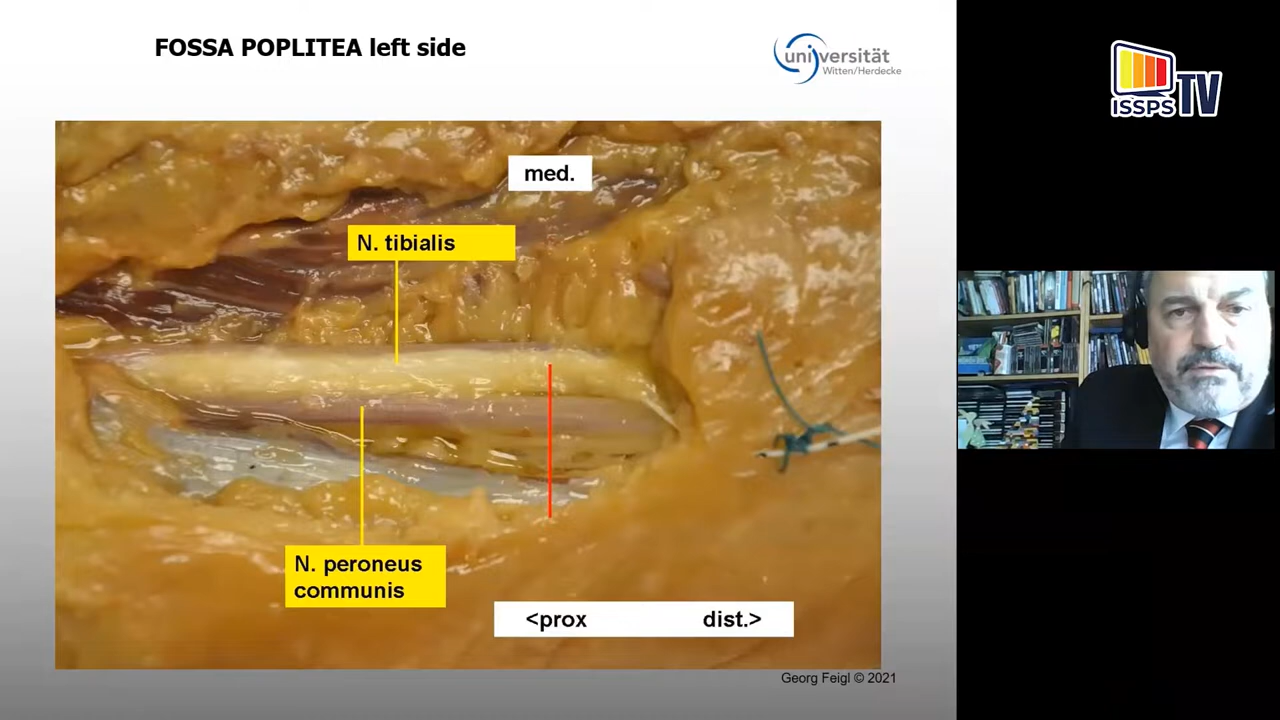 FOSSA POPLITEA left side
universität
Witten/Herdecke
ISSPS TV
med.
N. tibialis
N. peroneus
communis
<prox dist.>
Georg Feigl © 2021